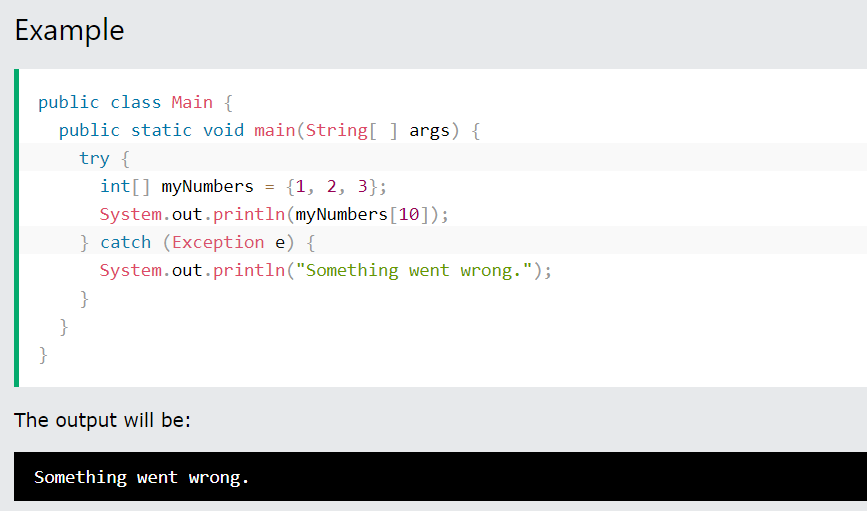 Example
public class Main {
  public static void main(String[ ] args) {
    try {
      int[] myNumbers = {1, 2, 3};
      System.out.println(myNumbers[10]);
    } catch (Exception e) {
      System.out.println("Something went wrong.");
    }
  }
}
The output will be:
Something went wrong.